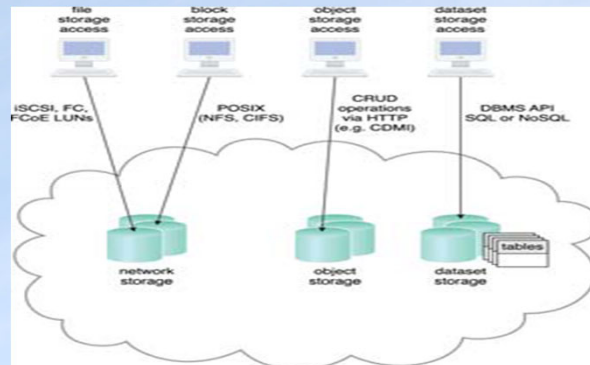 file
storage
access
block
storage
access
object
storage
access
dataset
storage
access
iSCSI, FC,
FCoE LUNs
POSIX
(NFS, CIFS)
CRUD
operations
via HTTP
(e.g. CDMI)
DBMS API
SQL or NoSQL
tables
network
storage
object
storage
dataset
storage